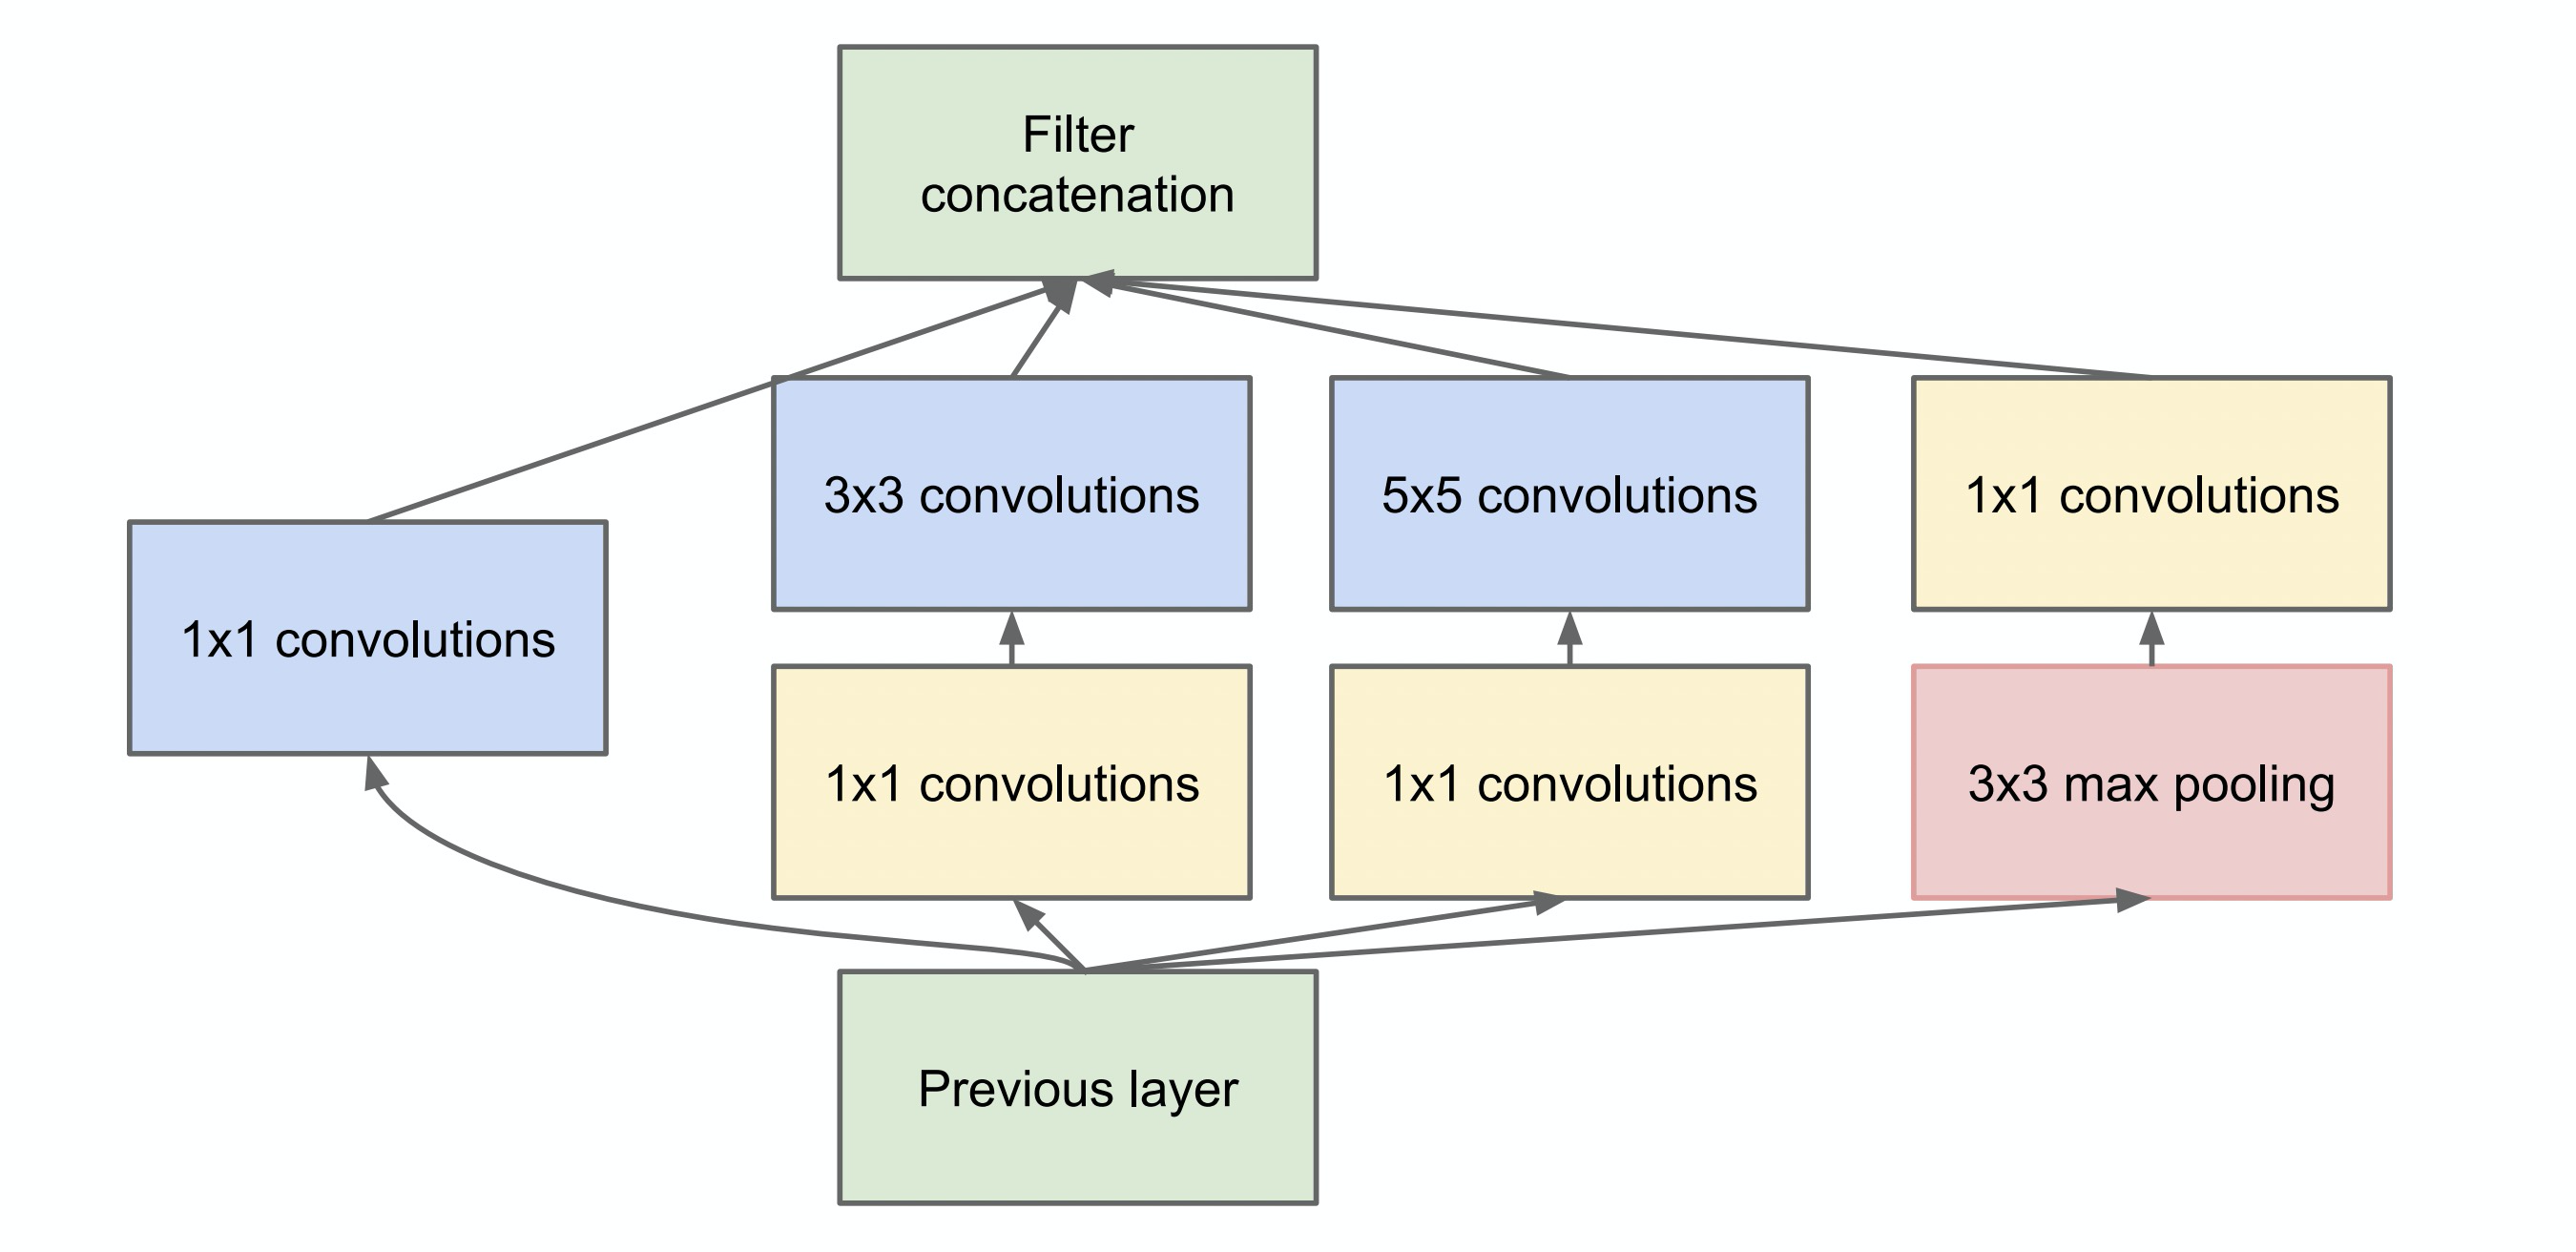 Filter
concatenation
3x3 convolutions
5x5 convolutions
1x1 convolutions
1x1 convolutions
1x1 convolutions
1x1 convolutions
3x3 max pooling
Previous layer